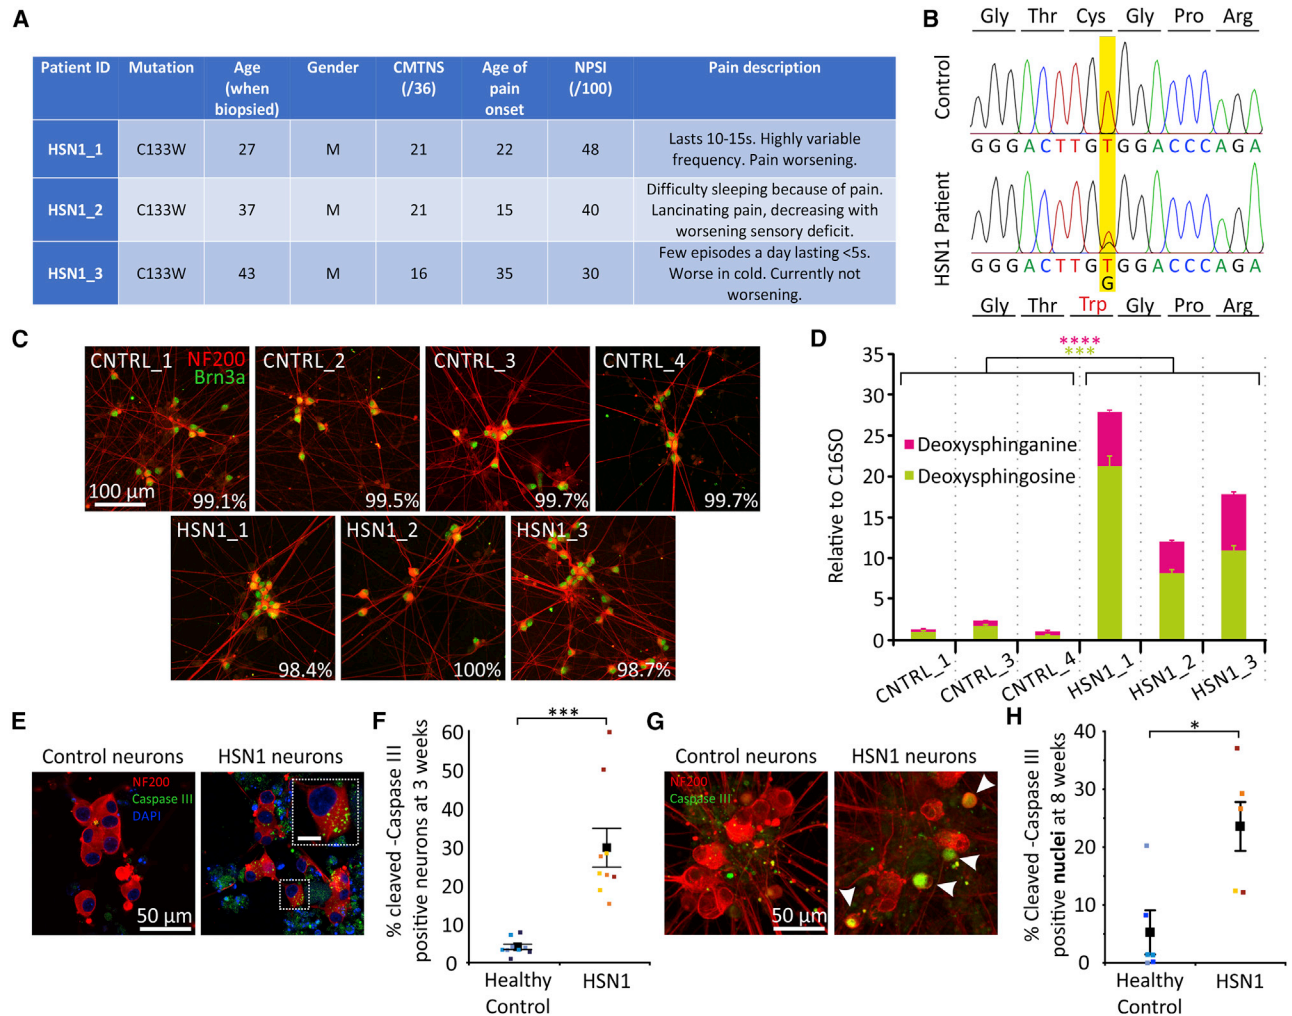 A
Patient ID Mutation Age (when biopsied) Gender CMTNS (/36) Age of pain onset NPSI (/100) Pain description
HSN1_1 C133W 27 M 21 22 48 Lasts 10-15s. Highly variable frequency. Pain worsening.
HSN1_2 C133W 37 M 21 15 40 Difficulty sleeping because of pain. Lancinating pain, decreasing with worsening sensory deficit.
HSN1_3 C133W 43 M 16 35 30 Few episodes a day lasting <5s. Worse in cold. Currently not worsening.
B
Gly Thr Cys Gly Pro Arg
Control
G G G A C T T G T G G A C C C A G A
HSN1 Patient
G G G A C T T G T G G A C C C A G A
G
Gly Thr Trp Gly Pro Arg
C
CNTRL_1 NF200
Brn3a
100 µm
99.1%
CNTRL_2
99.5%
CNTRL_3
99.7%
CNTRL_4
99.7%
HSN1_1
98.4%
HSN1_2
100%
HSN1_3
98.7%
D
****
***
Relative to C16SO
35
30
25
20
15
10
5
0
Deoxysphinganine
Deoxysphingosine
CNTRL_1
CNTRL_3
CNTRL_4
HSN1_1
HSN1_2
HSN1_3
E
Control neurons
HSN1 neurons
NF200
Caspase III
DAPI
50 µm
F
***
% cleaved -Caspase III
positive neurons at 3 weeks
60
50
40
30
20
10
0
Healthy
Control
HSN1
G
Control neurons
HSN1 neurons
NF200
Caspase III
50 µm
H
*
% Cleaved -Caspase III
positive nuclei at 8 weeks
40
30
20
10
0
Healthy
Control
HSN1